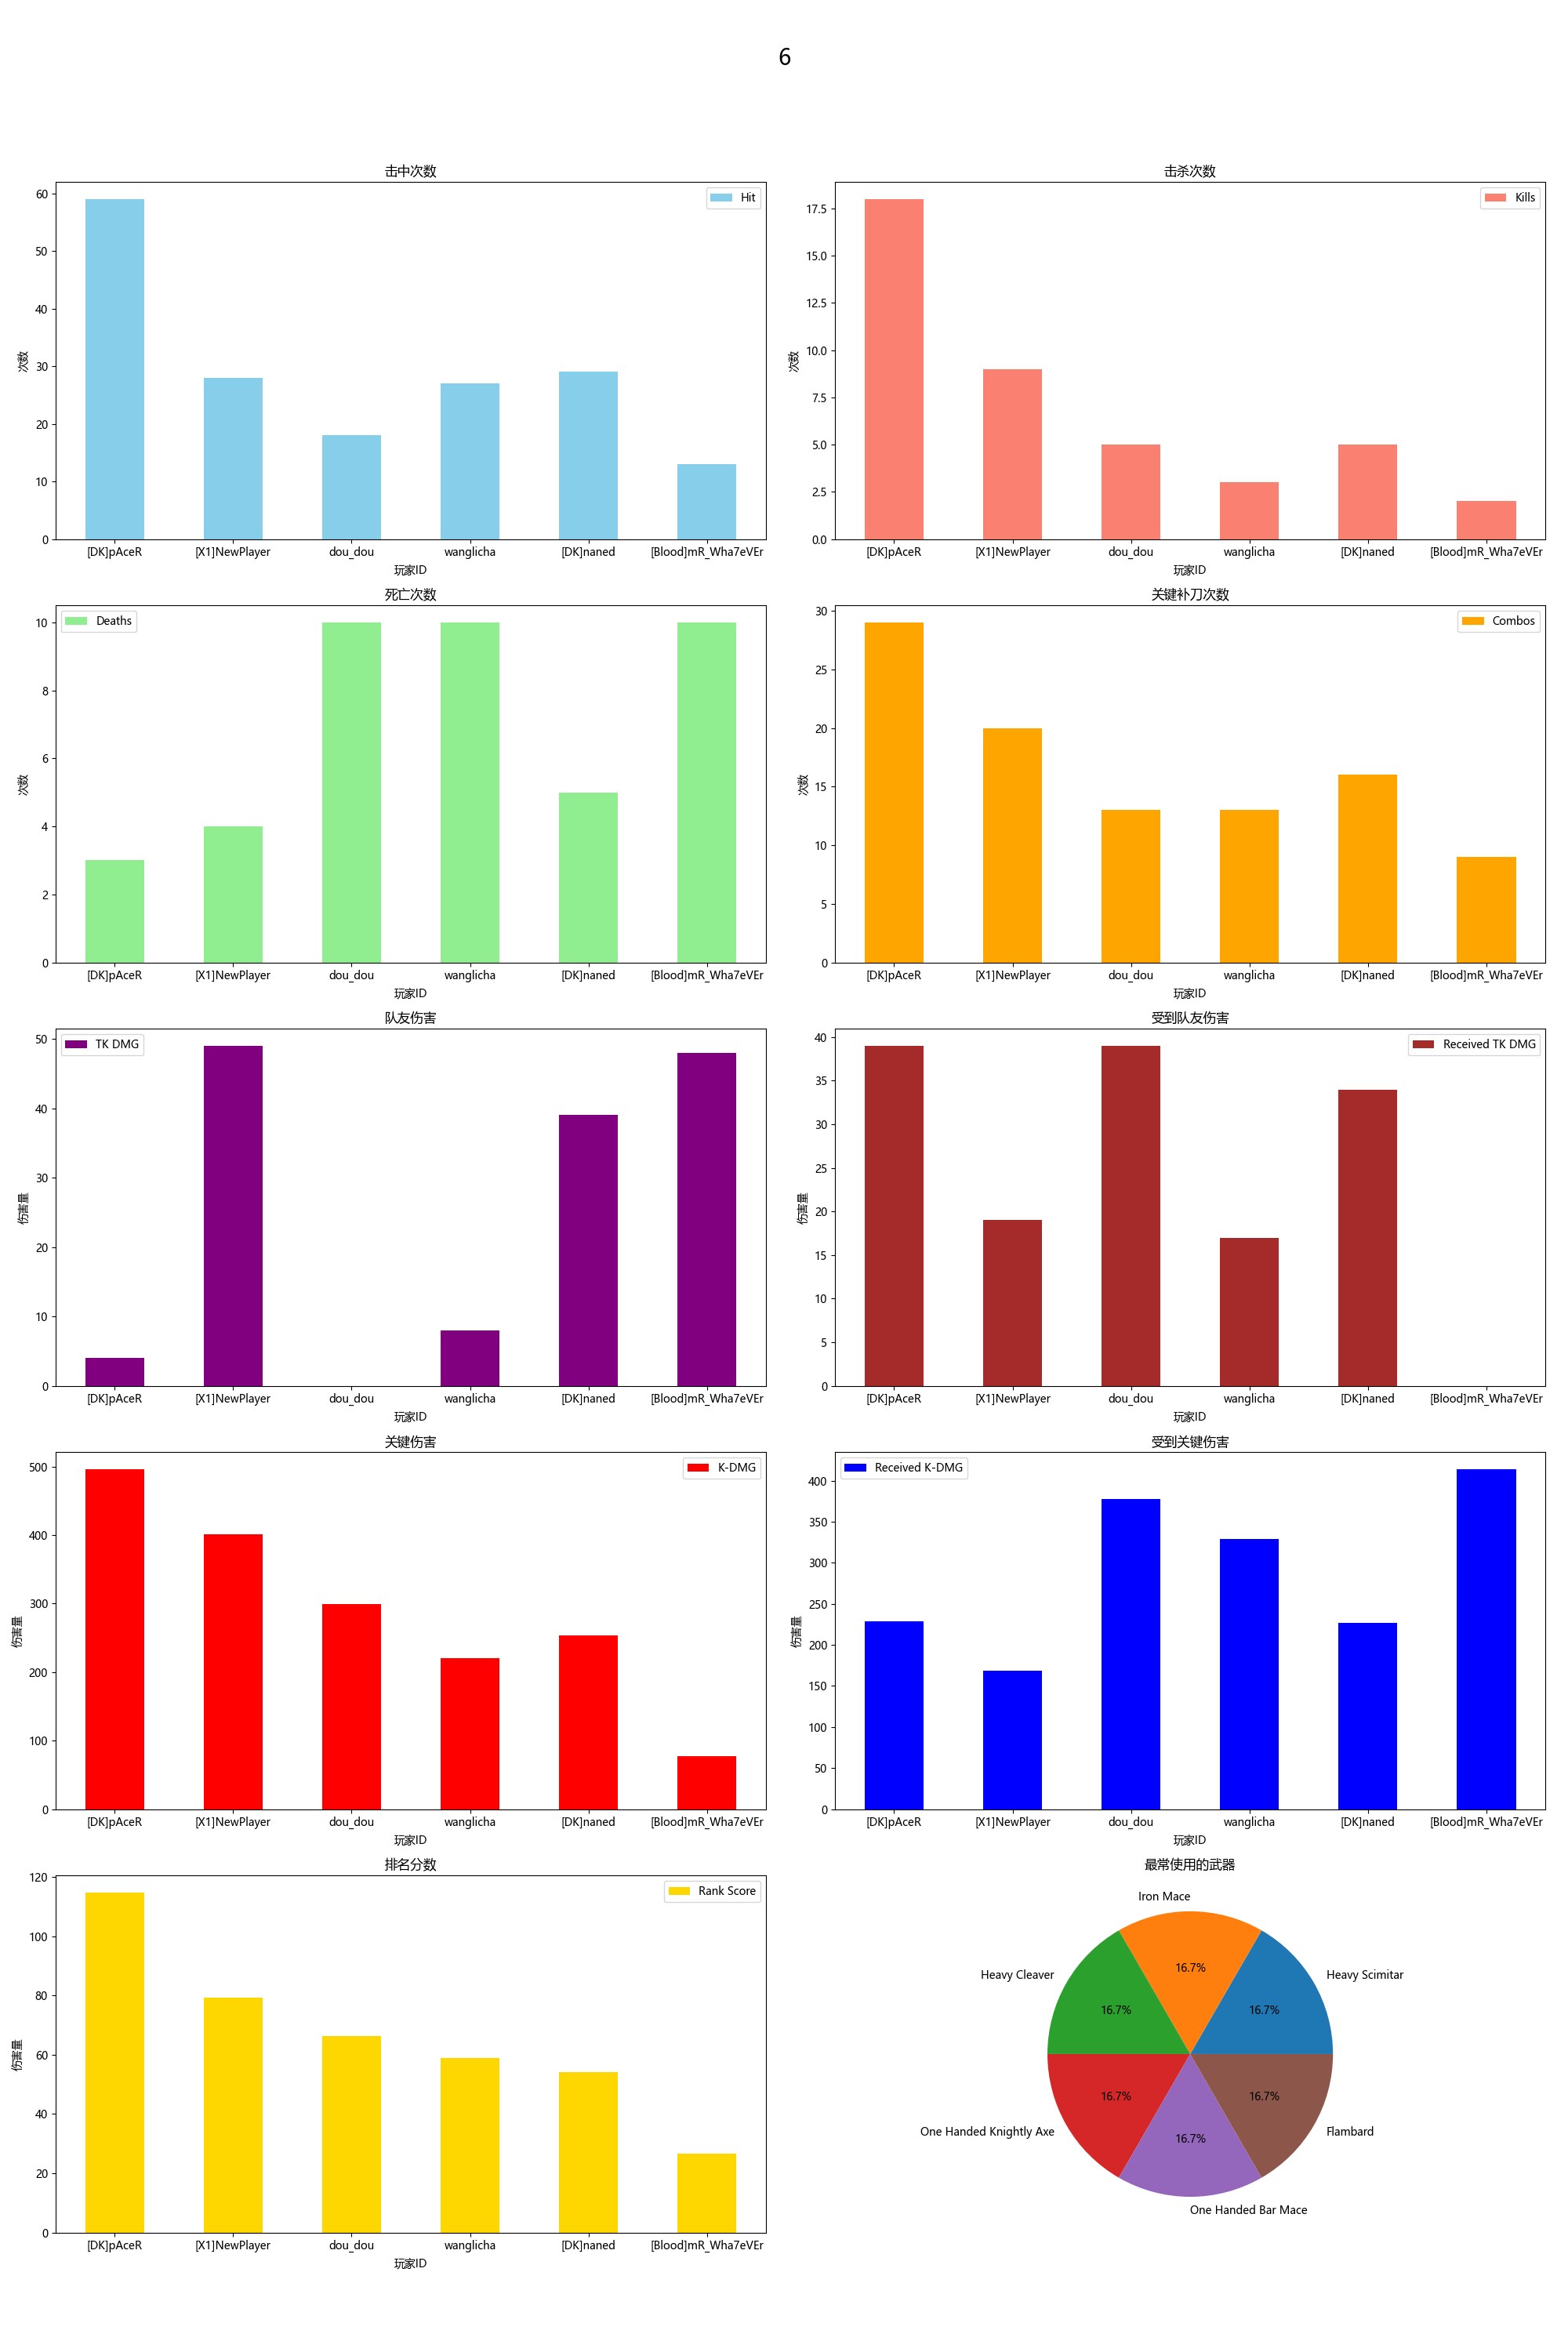 6
击中次数
60
50
40
30
20
10
0
次数
Hit
[DK]pAceR
[X1]NewPlayer
dou_dou
wanglicha
[DK]naned
[Blood]mR_Wha7eVEr
玩家ID
击杀次数
17.5
15.0
12.5
10.0
7.5
5.0
2.5
0.0
次数
Kills
[DK]pAceR
[X1]NewPlayer
dou_dou
wanglicha
[DK]naned
[Blood]mR_Wha7eVEr
玩家ID
死亡次数
10
8
6
4
2
0
次数
Deaths
[DK]pAceR
[X1]NewPlayer
dou_dou
wanglicha
[DK]naned
[Blood]mR_Wha7eVEr
玩家ID
关键补刀次数
30
25
20
15
10
5
0
次数
Combos
[DK]pAceR
[X1]NewPlayer
dou_dou
wanglicha
[DK]naned
[Blood]mR_Wha7eVEr
玩家ID
队友伤害
50
40
30
20
10
0
伤害量
TK DMG
[DK]pAceR
[X1]NewPlayer
dou_dou
wanglicha
[DK]naned
[Blood]mR_Wha7eVEr
玩家ID
受到队友伤害
40
35
30
25
20
15
10
5
0
伤害量
Received TK DMG
[DK]pAceR
[X1]NewPlayer
dou_dou
wanglicha
[DK]naned
[Blood]mR_Wha7eVEr
玩家ID
关键伤害
500
400
300
200
100
0
伤害量
K-DMG
[DK]pAceR
[X1]NewPlayer
dou_dou
wanglicha
[DK]naned
[Blood]mR_Wha7eVEr
玩家ID
受到关键伤害
400
350
300
250
200
150
100
50
0
伤害量
Received K-DMG
[DK]pAceR
[X1]NewPlayer
dou_dou
wanglicha
[DK]naned
[Blood]mR_Wha7eVEr
玩家ID
排名分数
120
100
80
60
40
20
0
伤害量
Rank Score
[DK]pAceR
[X1]NewPlayer
dou_dou
wanglicha
[DK]naned
[Blood]mR_Wha7eVEr
玩家ID
最常使用的武器
Iron Mace
16.7%
Heavy Cleaver
16.7%
Heavy Scimitar
16.7%
One Handed Knightly Axe
16.7%
One Handed Bar Mace
16.7%
Flambard
16.7%